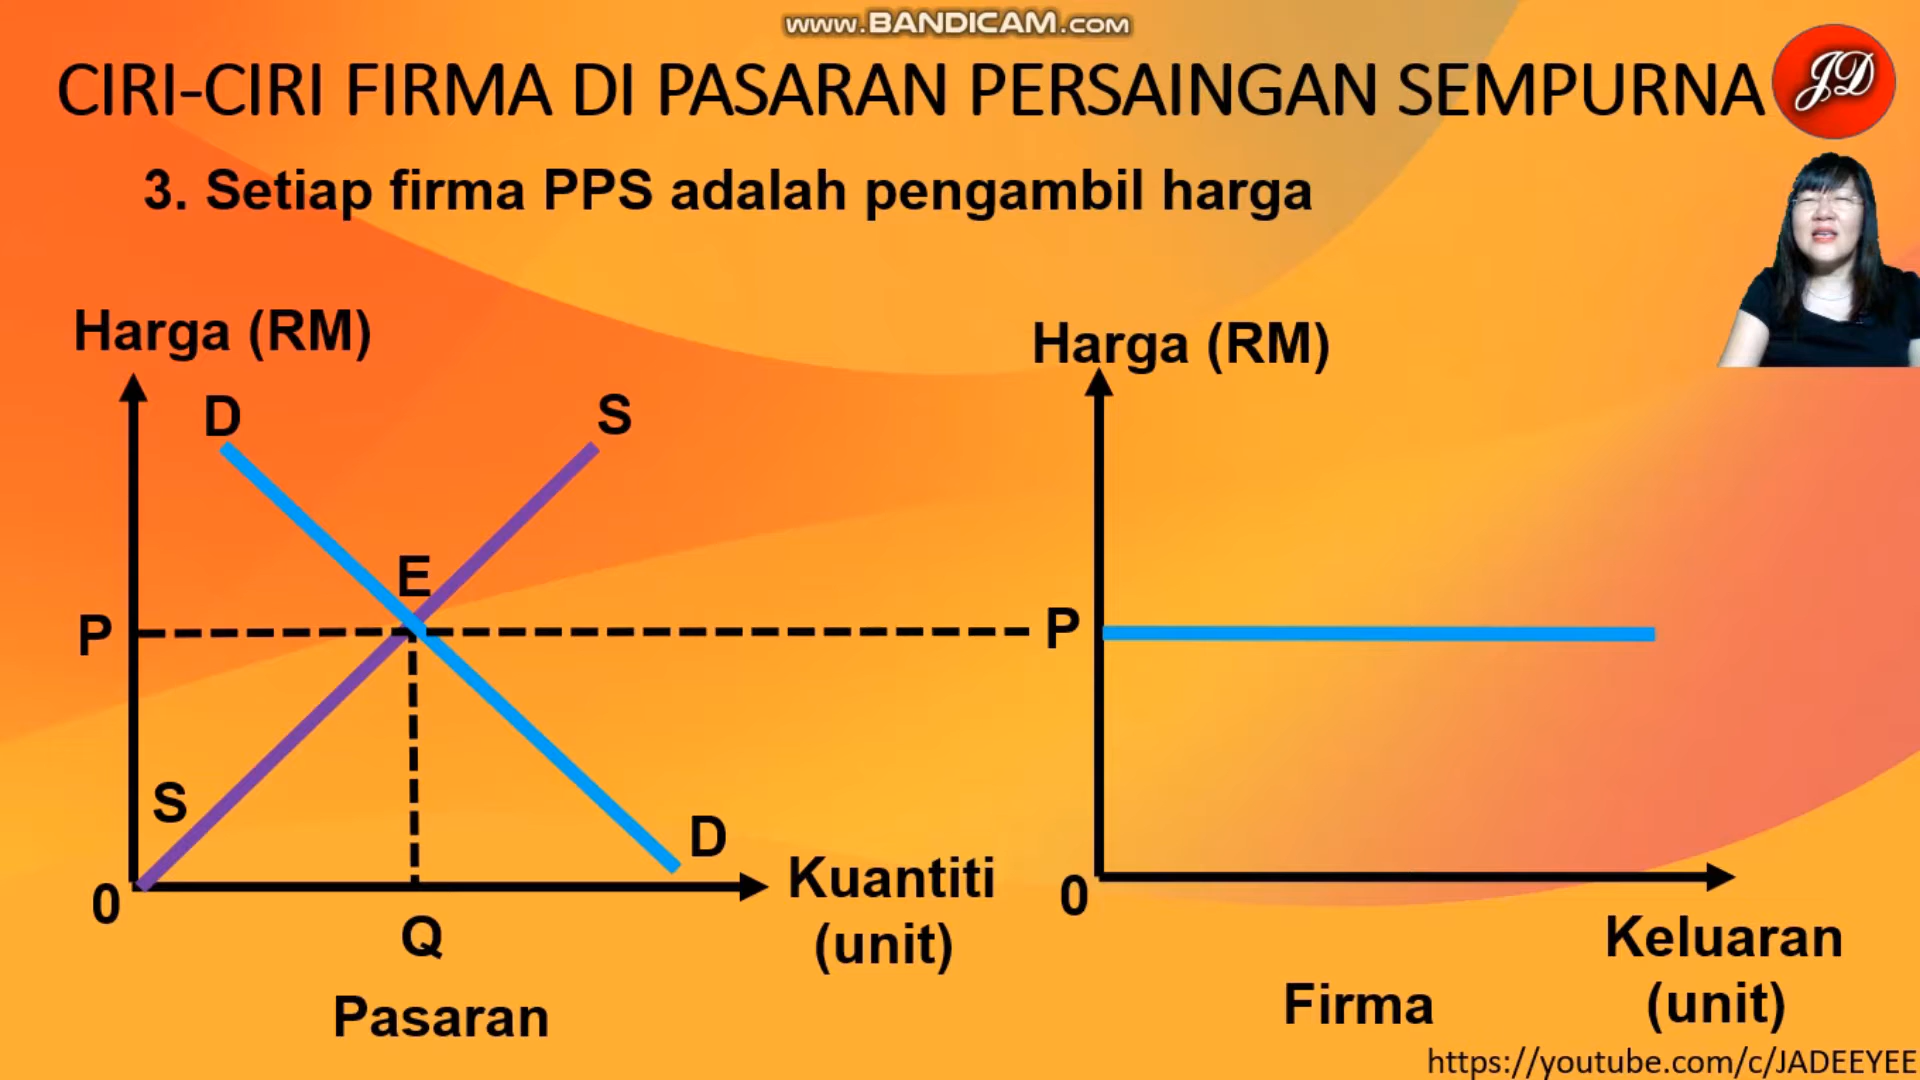 www.BANDICAM.com
CIRI-CIRI FIRMA DI PASARAN PERSAINGAN SEMPURNA
JD
3. Setiap firma PPS adalah pengambil harga
Harga (RM)
D
S
E
P
S
D
0
Q
Kuantiti
(unit)
Pasaran
Harga (RM)
P
0
Keluaran
(unit)
Firma
https://youtube.com/c/JADEEYEE